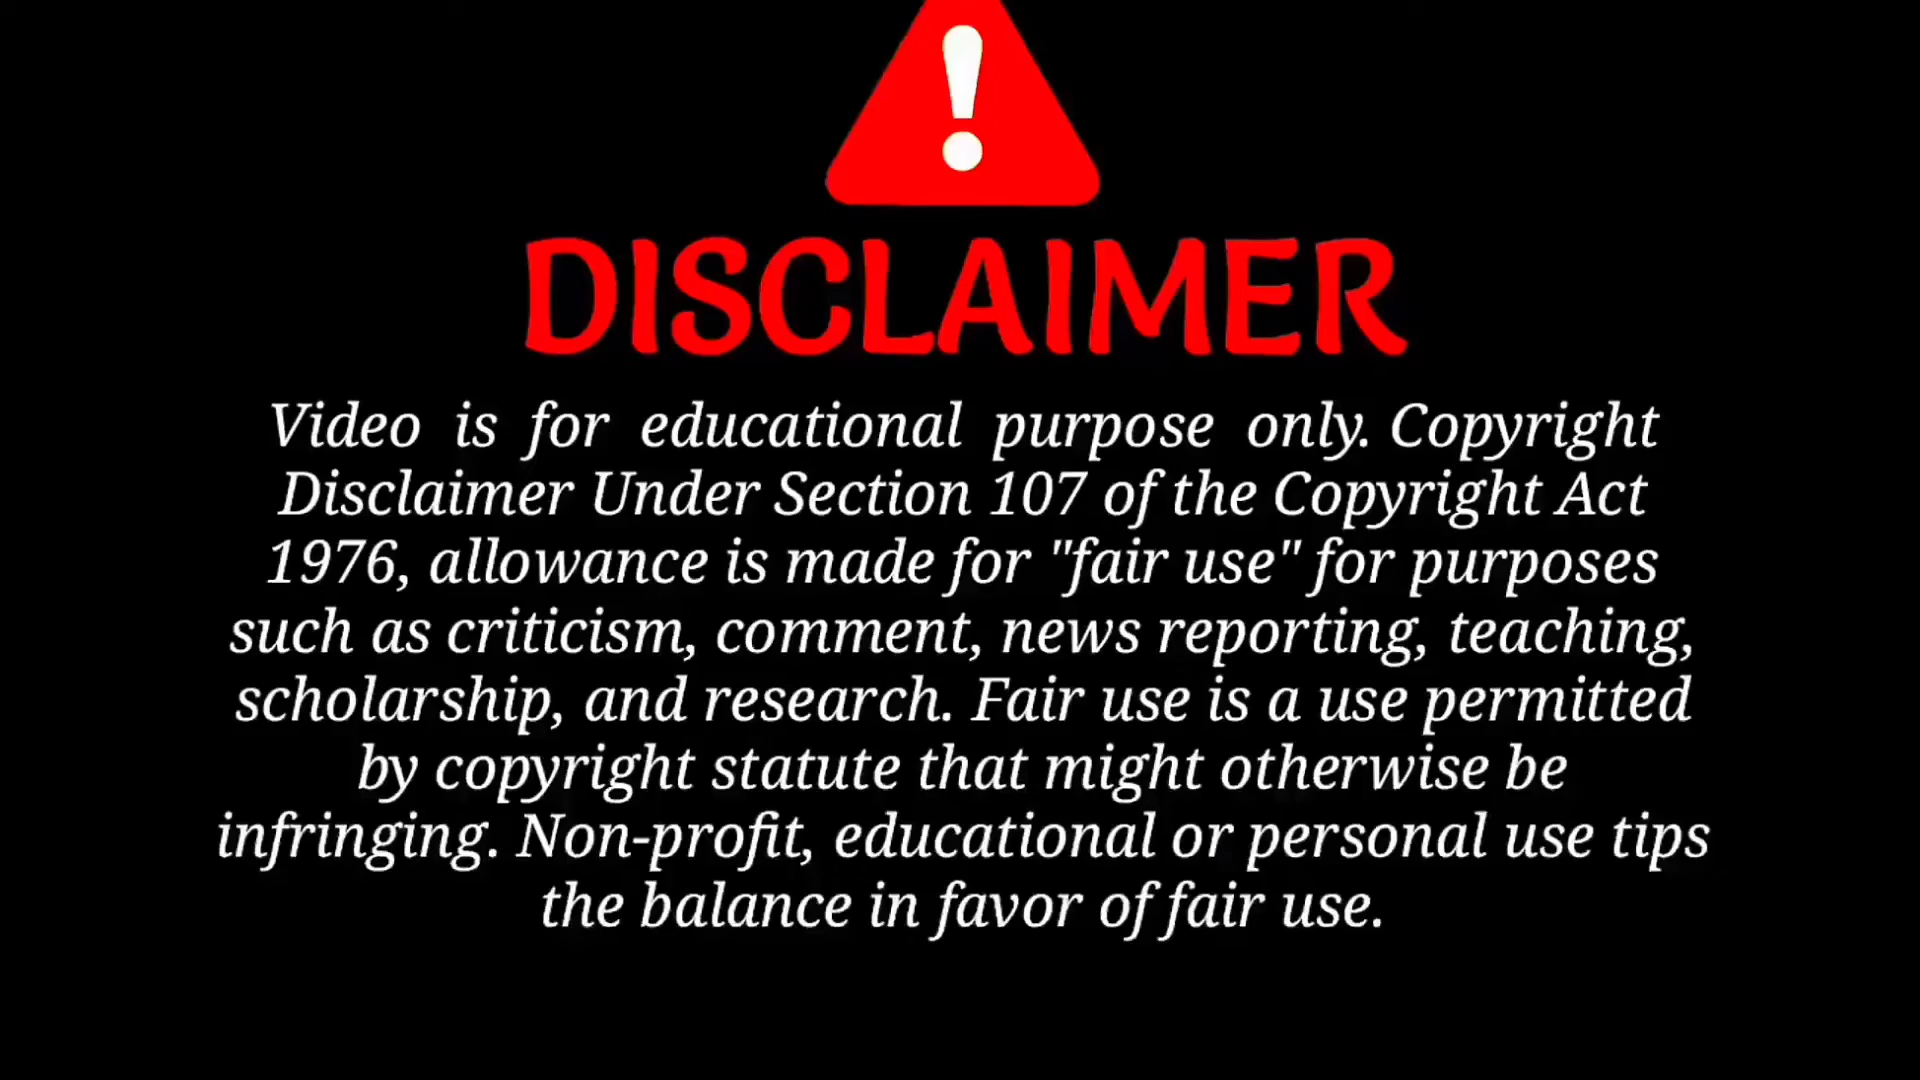 !
DISCLAIMER
Video is for educational purpose only. Copyright
Disclaimer Under Section 107 of the Copyright Act
1976, allowance is made for "fair use" for purposes
such as criticism, comment, news reporting, teaching,
scholarship, and research. Fair use is a use permitted
by copyright statute that might otherwise be
infringing. Non-profit, educational or personal use tips
the balance in favor of fair use.